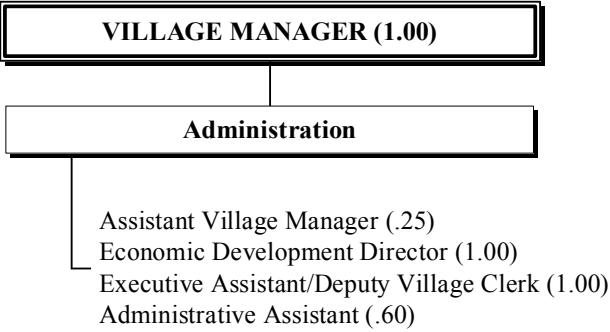 VILLAGE MANAGER (1.00)
Administration
Assistant Village Manager (.25)
Economic Development Director (1.00)
Executive Assistant/Deputy Village Clerk (1.00)
Administrative Assistant (.60)